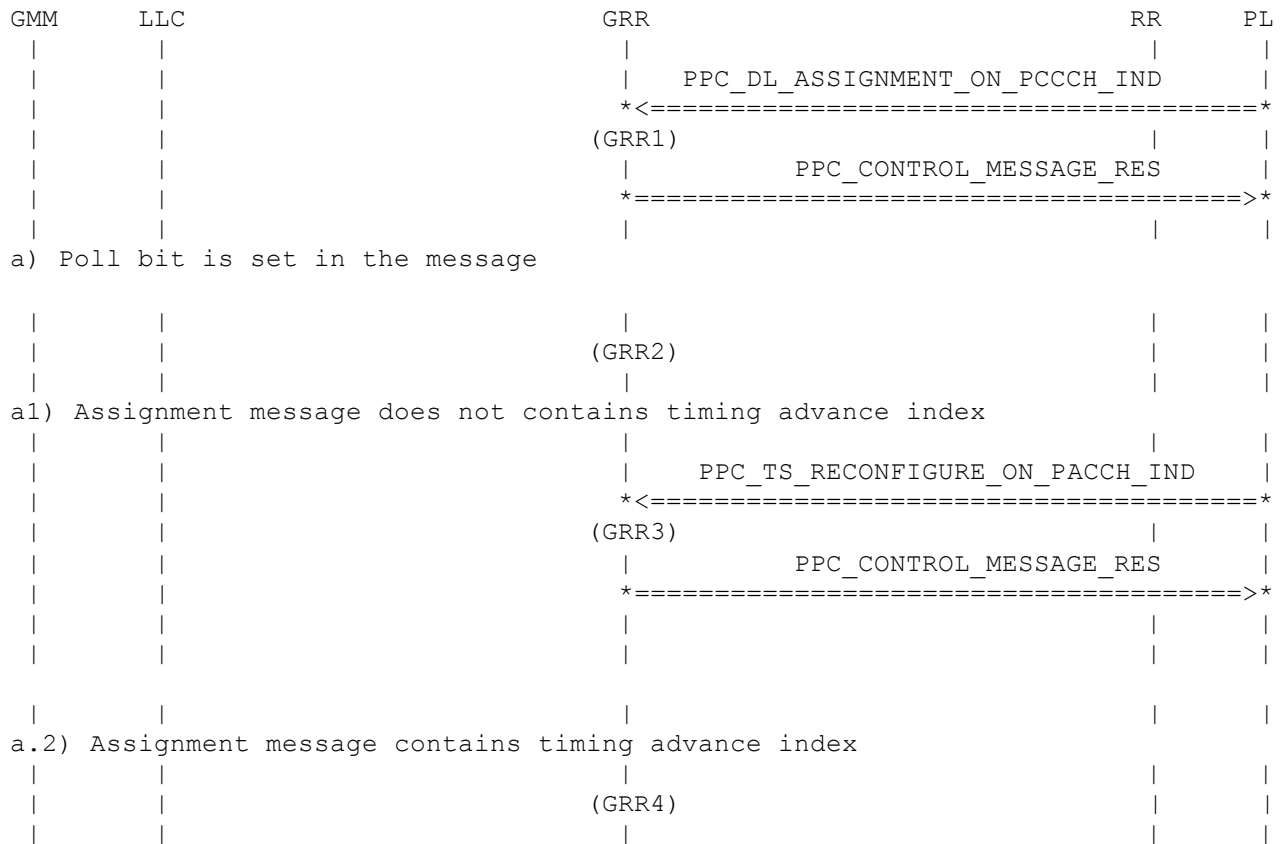 GMM LLC GRR RR PL
| | | | |
| | | PPC_DL_ASSIGNMENT_ON_PCCCH_IND |
| | *<======================================*
| | (GRR1) | |
| | | PPC_CONTROL_MESSAGE_RES |
| | *======================================>*
| | | | |
a) Poll bit is set in the message
| | | | |
| | (GRR2) | |
| | | | |
a1) Assignment message does not contains timing advance index
| | | | |
| | | PPC_TS_RECONFIGURE_ON_PACCH_IND |
| | *<======================================*
| | (GRR3) | |
| | | PPC_CONTROL_MESSAGE_RES |
| | *======================================>*
| | | | |
| | | | |
| | | | |
a.2) Assignment message contains timing advance index
| | | | |
| | (GRR4) | |
| | | | |